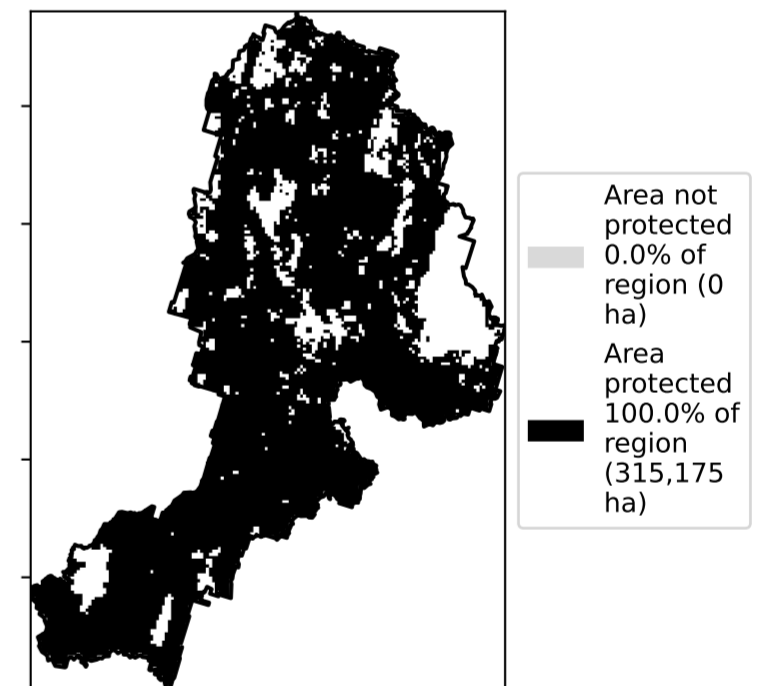 Area not
protected
0.0% of
region (0
ha)
Area
protected
100.0% of
region
(315,175
ha)